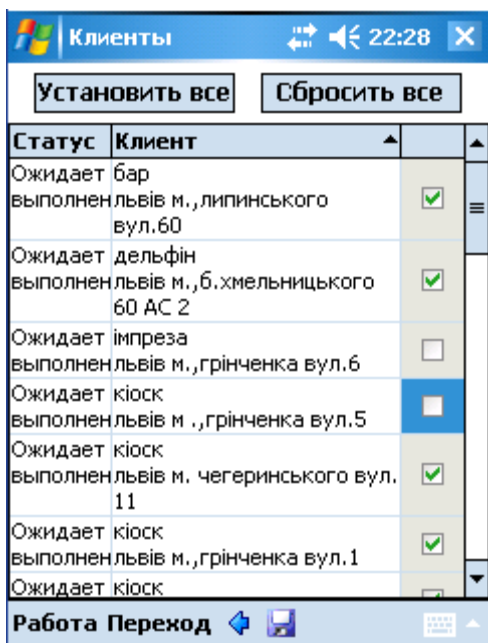 Клиенты 22:28
Установить все Сбросить все
Статус Клиент
Ожидает бар
выполнен львів м.,липинського
вул.60
Ожидает дельфін
выполнен львів м.,б.хмельницького
60 АС 2
Ожидает імпреза
выполнен львів м.,грінченка вул.6
Ожидает кіоск
выполнен львів м .,грінченка вул.5
Ожидает кіоск
выполнен львів м. чегеринського вул.
11
Ожидает кіоск
выполнен львів м.,грінченка вул.1
Ожидает кіоск
Работа Переход